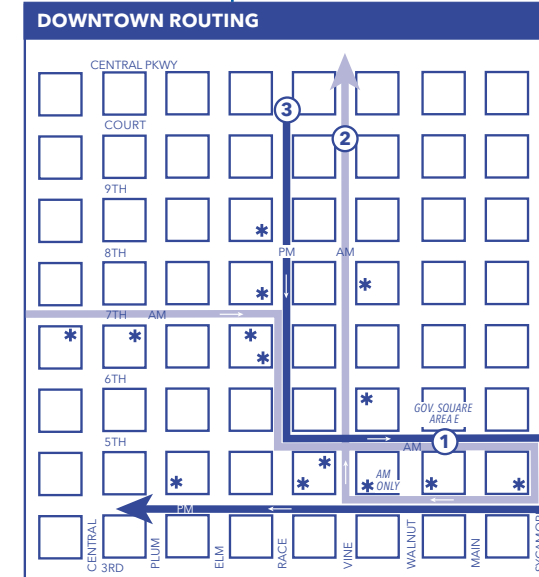 DOWNTOWN ROUTING
CENTRAL PKWY
3
COURT
2
9TH
8TH
PM
AM
7TH
AM
6TH
GOV. SQUARE
AREA E
5TH
AM
1
AM
ONLY
PM
CENTRAL
3RD
PLUM
ELM
RACE
VINE
WALNUT
MAIN